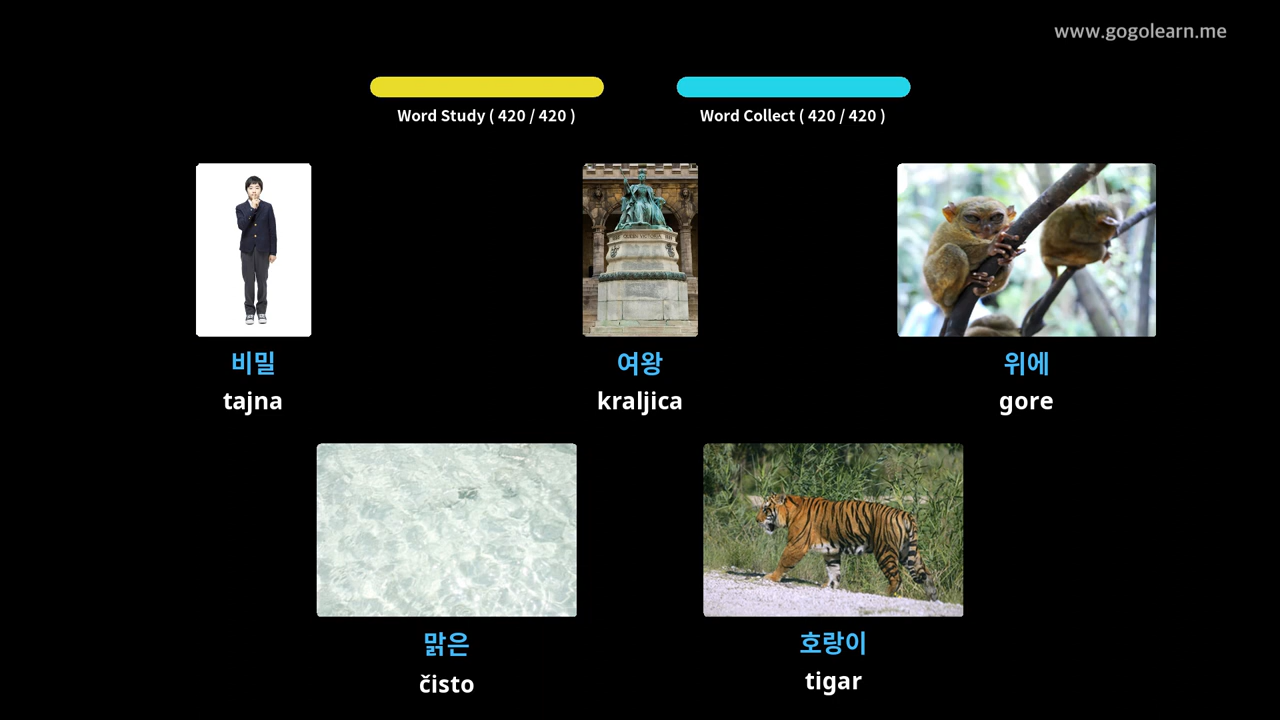 www.gogolearn.me
Word Study ( 420 / 420 )
Word Collect ( 420 / 420 )
비밀
tajna
여왕
kraljica
위에
gore
맑은
čisto
호랑이
tigar